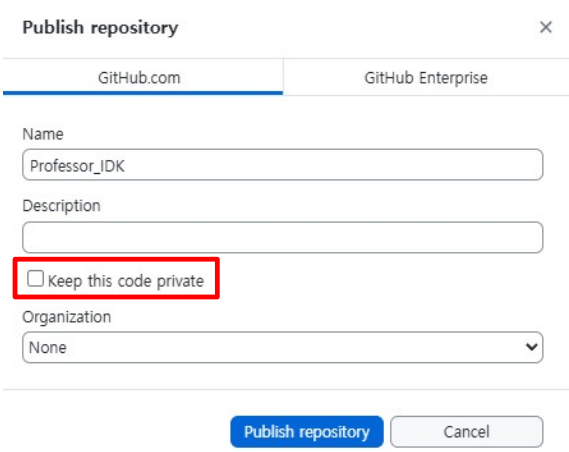 Publish repository
GitHub.com
GitHub Enterprise
Name
Professor_IDK
Description
Keep this code private
Organization
None
Publish repository
Cancel